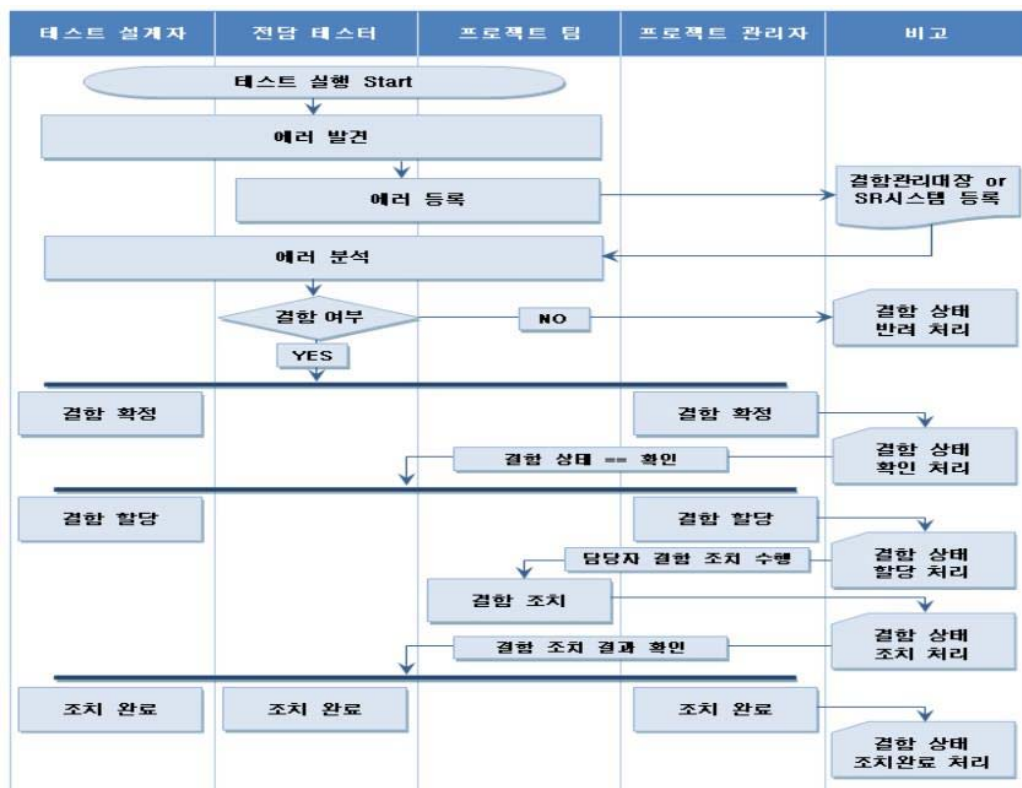 테스트 설계자
전담 테스터
프로젝트 팀
프로젝트 관리자
비고
테스트 실행 Start
에러 발견
에러 등록
결함관리대장 or
SR시스템 등록
에러 분석
결함 여부
NO
결함 상태
반려 처리
YES
결함 확정
결함 확정
결함 상태
확인 처리
결함 상태 == 확인
결함 할당
결함 할당
결함 상태
할당 처리
담당자 결함 조치 수행
결함 조치
결함 상태
조치 처리
결함 조치 결과 확인
조치 완료
조치 완료
조치 완료
결함 상태
조치완료 처리